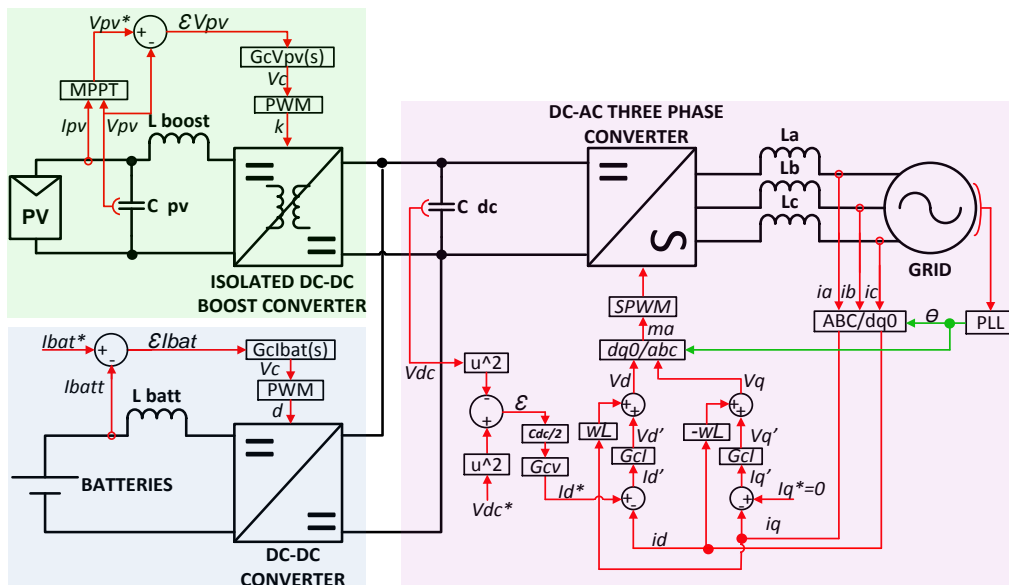 Vpv*
+
-
ƐVpv
GcVpv(s)
Vc
MPPT
PWM
Ipv
Vpv
k
L boost
PV
C pv
ISOLATED DC-DC
BOOST CONVERTER
Ibat*
+
-
ƐIbat
GcIbat(s)
Ibatt
Vc
PWM
L batt
d
BATTERIES
DC-DC
CONVERTER
DC-AC THREE PHASE
CONVERTER
La
Lb
Lc
C dc
GRID
ia
ib
ic
SPWM
ABC/dq0
ϴ
PLL
ma
dq0/abc
Vdc
u^2
Vd
Vq
-
+
-
Ɛ
wL
++
-wL
++
Cdc/2
Vd’
Vq’
u^2
Gcv
GcI
GcI
Id’
Iq’
Vdc*
Id*
+
-
+
-
Iq*=0
id
iq